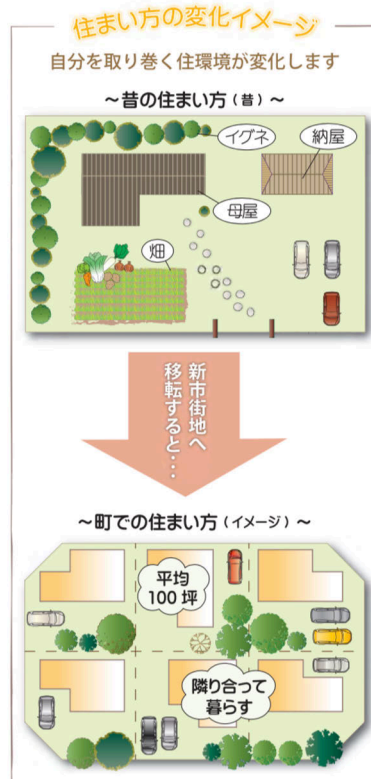 住まい方の変化イメージ
自分を取り巻く住環境が変化します
～昔の住まい方（昔）～
イグネ
納屋
母屋
畑
新市街地へ
移転すると・・・
～町での住まい方（イメージ）～
平均
100 坪
隣り合って
暮らす